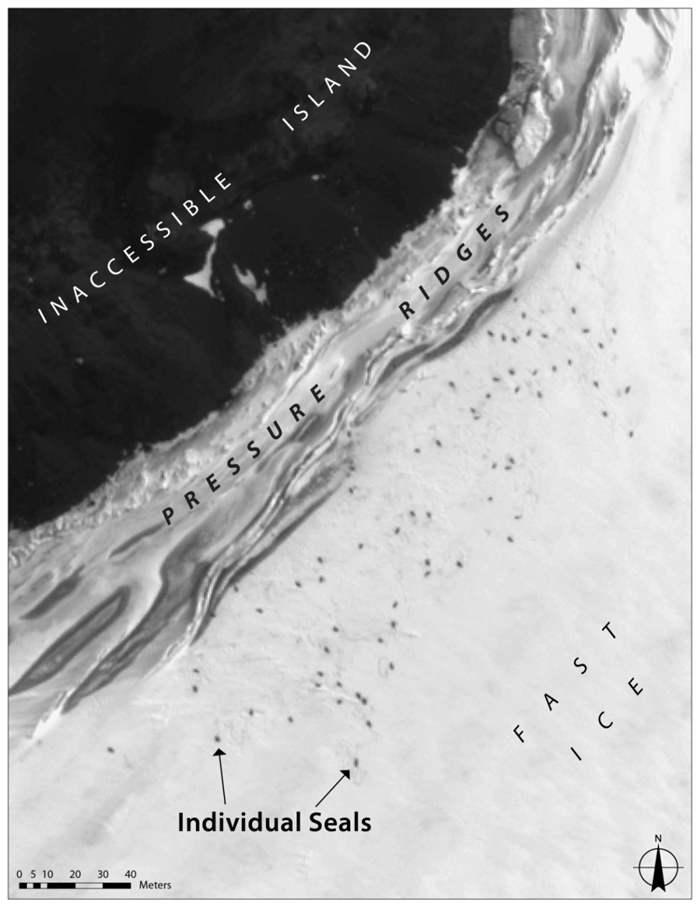 INACCESSIBLE ISLAND
PRESSURE RIDGES
FAST
ICE
Individual Seals
N
0 5 10 20 30 40
Meters